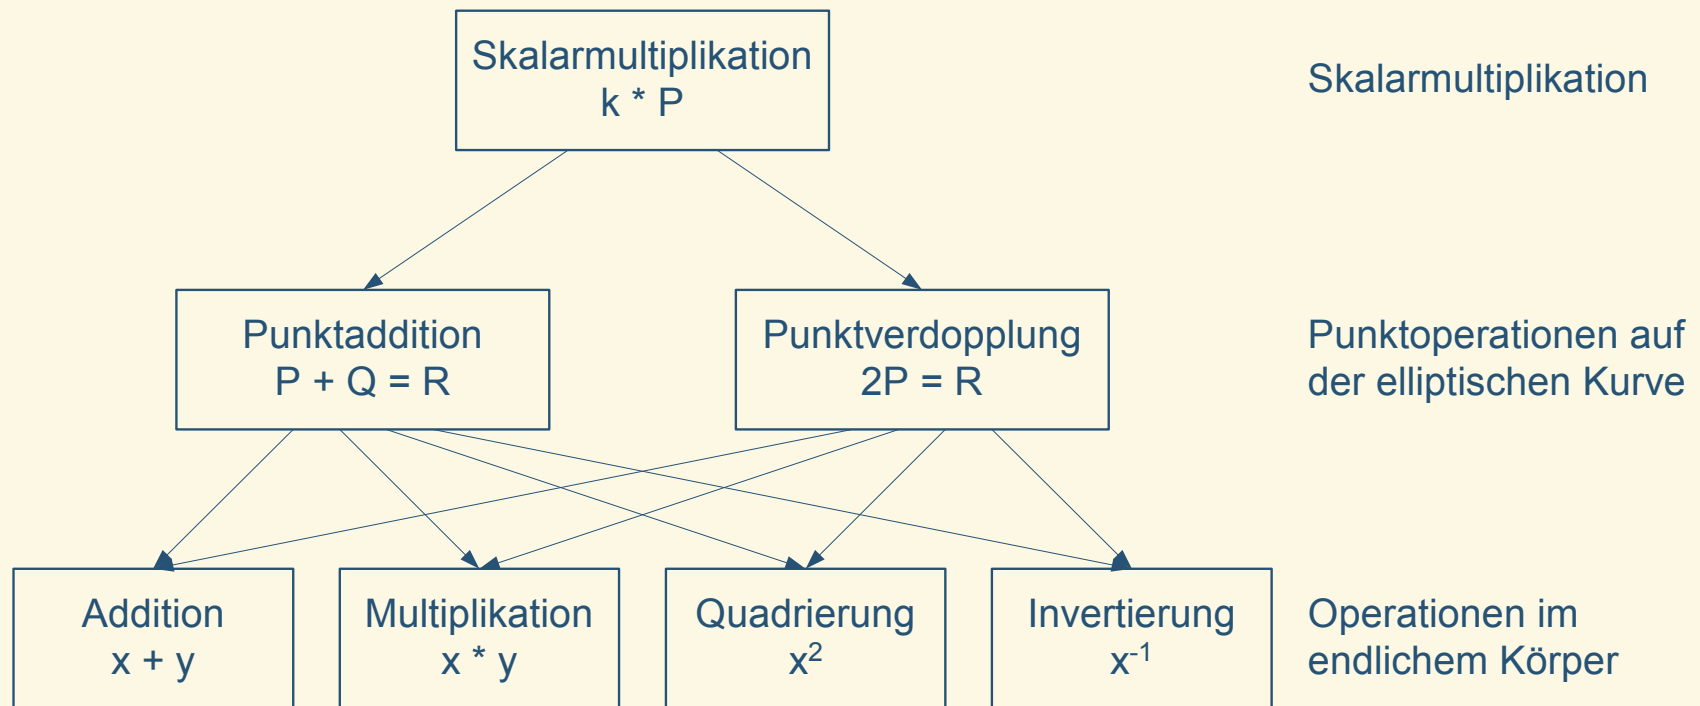 Skalarmultiplikation
k * P
Skalarmultiplikation
Punktaddition
P + Q = R
Punktverdopplung
2P = R
Punktoperationen auf
der elliptischen Kurve
Addition
x + y
Multiplikation
x * y
Quadrierung
x²
Invertierung
x⁻¹
Operationen im
endlichem Körper